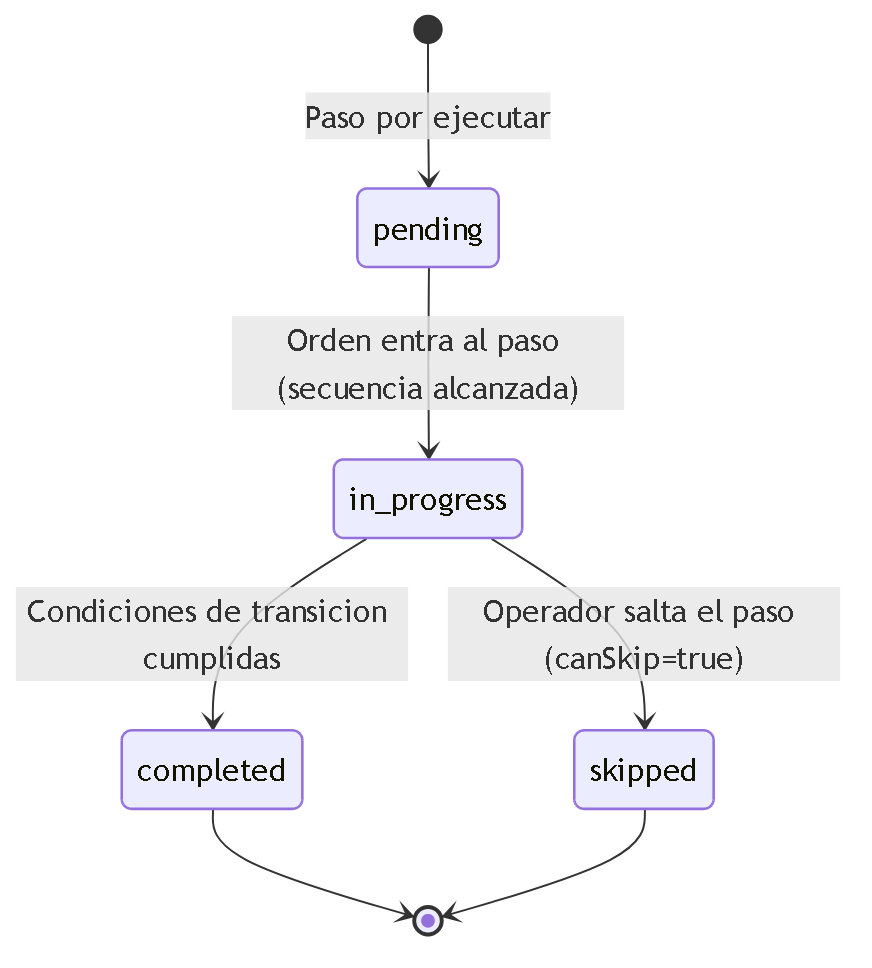 Paso por ejecutar
pending
Orden entra al paso
(secuencia alcanzada)
in_progress
Condiciones de transicion
cumplidas
Operador salta el paso
(canSkip=true)
completed
skipped